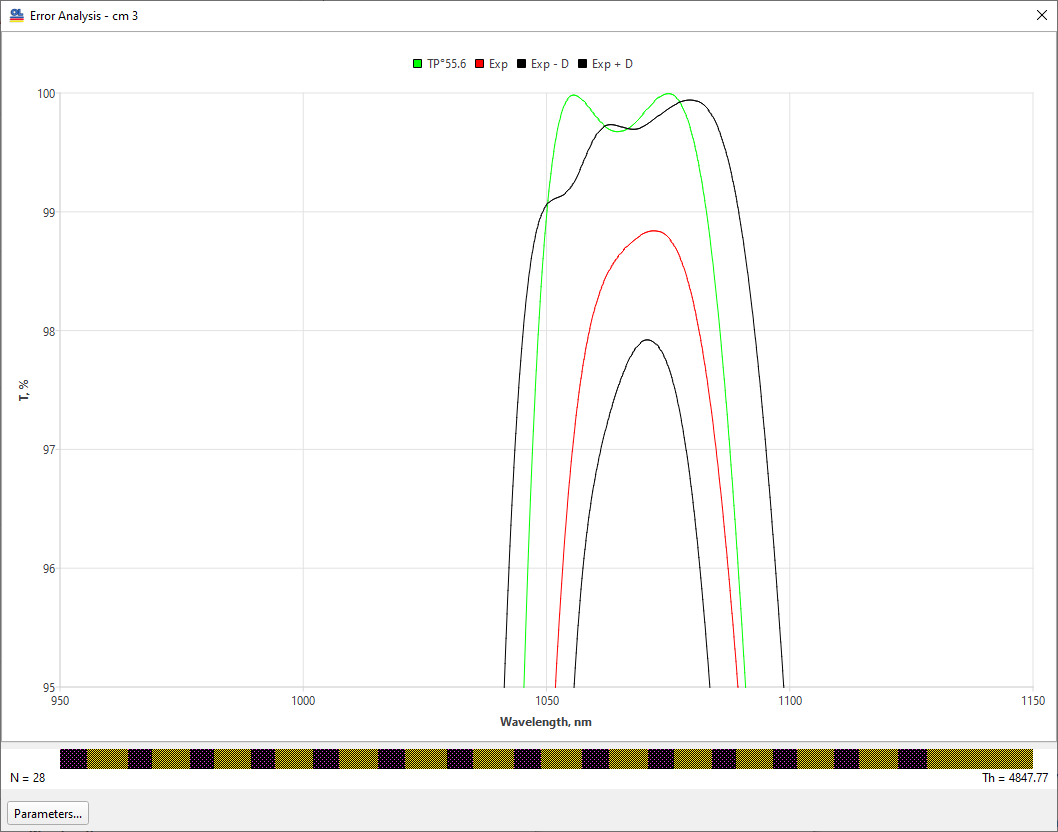 Error Analysis - cm 3
TP°55.6 Exp Exp - D Exp + D
100
99
98
97
96
95
T, %
950 1000 1050 1100 1150
Wavelength, nm
N = 28 Th = 4847.77
Parameters...